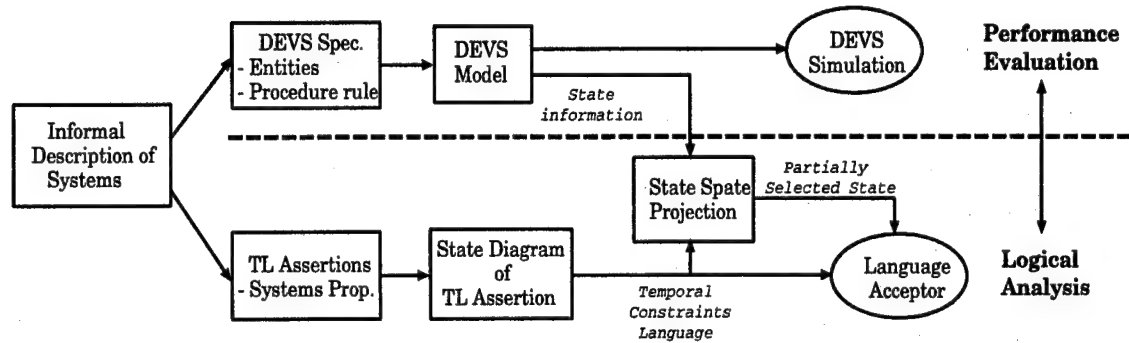 DEVS Spec.
- Entities
- Procedure rule
DEVS
Model
DEVS
Simulation
Performance
Evaluation
State
information
Informal
Description of
Systems
State Spate
Projection
Partially
Selected State
TL Assertions
- Systems Prop.
State Diagram
of
TL Assertion
Temporal
Constraints
Language
Language
Acceptor
Logical
Analysis